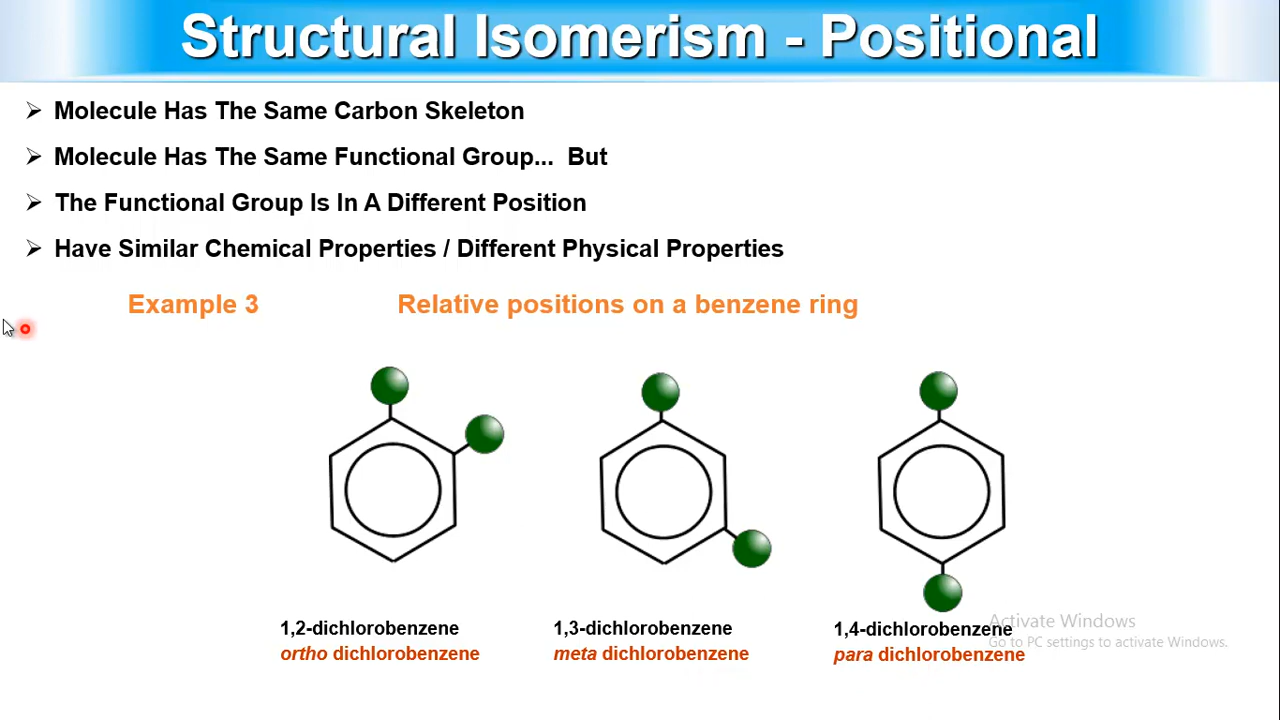 Structural Isomerism - Positional
➢ Molecule Has The Same Carbon Skeleton
➢ Molecule Has The Same Functional Group... But
➢ The Functional Group Is In A Different Position
➢ Have Similar Chemical Properties / Different Physical Properties
Example 3 Relative positions on a benzene ring
1,2-dichlorobenzene 1,3-dichlorobenzene 1,4-dichlorobenzene
ortho dichlorobenzene meta dichlorobenzene para dichlorobenzene
Activate Windows
Go to PC settings to activate Windows.